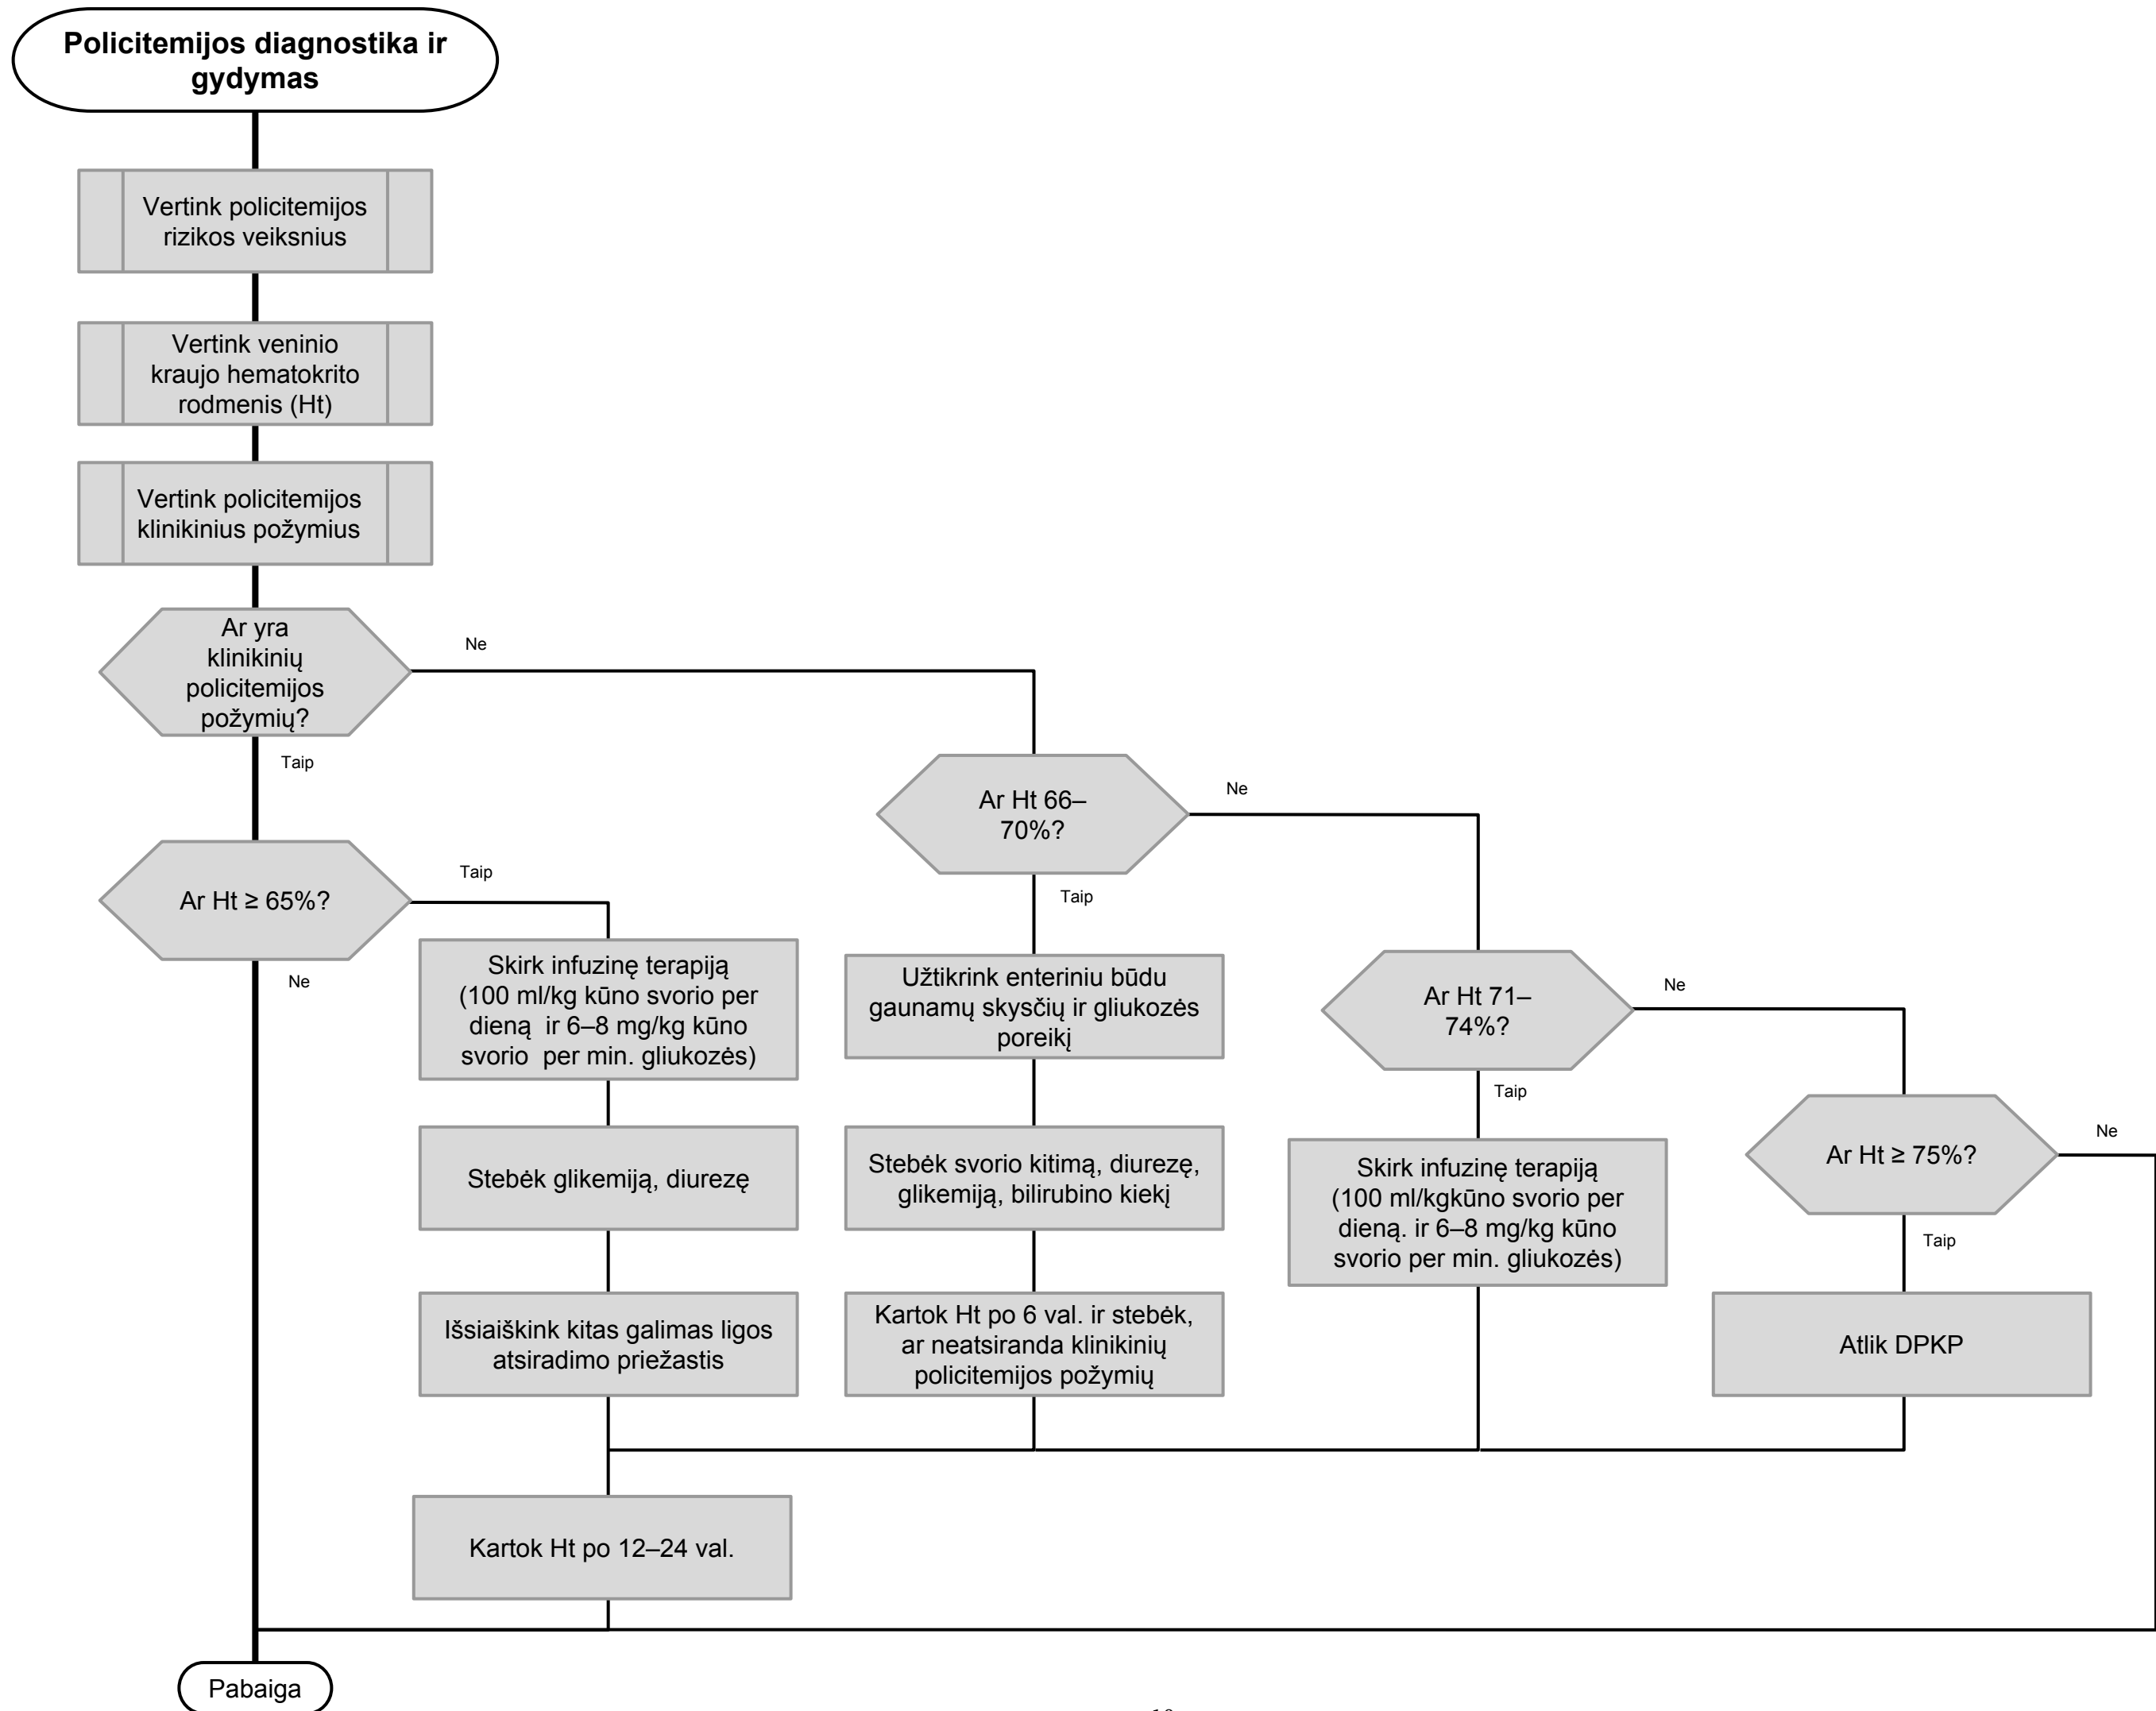 Policitemijos diagnostika ir
gydymas
Vertink policitemijos
rizikos veiksnius
Vertink veninio
kraujo hematokrito
rodmenis (Ht)
Vertink policitemijos
klinikinius požymius
Ar yra
klinikinių
policitemijos
požymių?
Ne
Taip
Ar Ht 66–
70%?
Ne
Taip
Ar Ht ≥ 65%?
Taip
Ne
Skirk infuzinę terapiją
(100 ml/kg kūno svorio per
dieną ir 6–8 mg/kg kūno
svorio per min. gliukozės)
Stebėk glikemiją, diurezę
Išsiaiškink kitas galimas ligos
atsiradimo priežastis
Užtikrink enteriniu būdu
gaunamų skysčių ir gliukozės
poreikį
Stebėk svorio kitimą, diurezę,
glikemiją, bilirubino kiekį
Kartok Ht po 6 val. ir stebėk,
ar neatsiranda klinikinių
policitemijos požymių
Ar Ht 71–
74%?
Ne
Taip
Skirk infuzinę terapiją
(100 ml/kgkūno svorio per
dieną. ir 6–8 mg/kg kūno
svorio per min. gliukozės)
Ar Ht ≥ 75%?
Ne
Taip
Atlik DPKP
Kartok Ht po 12–24 val.
Pabaiga